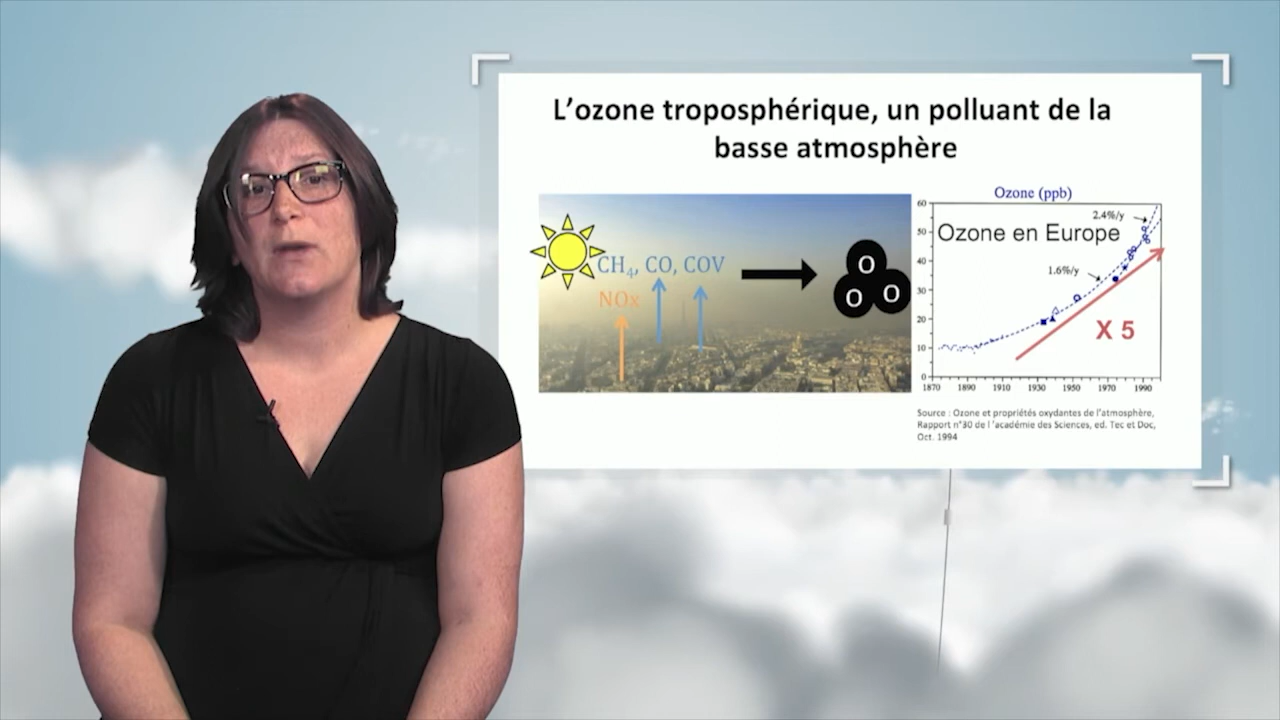 L’ozone troposphérique, un polluant de la
basse atmosphère
CH4, CO, COV
NOx
O
O
O
Ozone (ppb)
Ozone en Europe
2.4%/y
1.6%/y
X 5
60
50
40
30
20
10
0
1870 1890 1910 1930 1950 1970 1990
Source : Ozone et propriétés oxydantes de l’atmosphère,
Rapport n°30 de l ’académie des Sciences, ed. Tec et Doc,
Oct. 1994